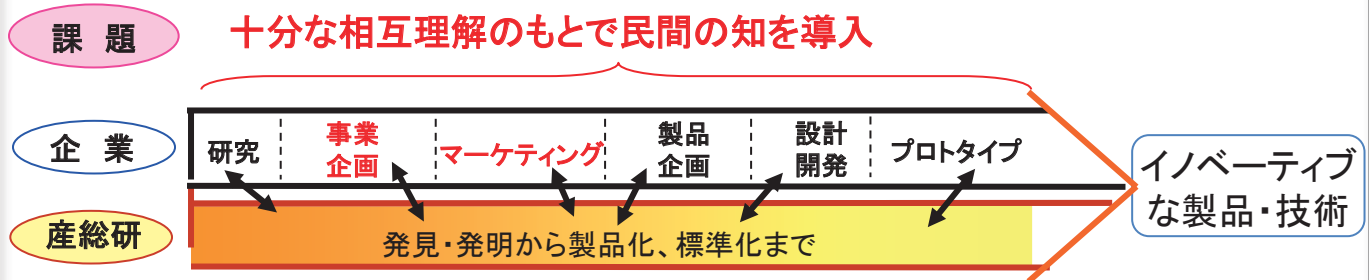 課 題
十分な相互理解のもとで民間の知を導入
企 業
研究
事業
企画
マーケティング
製品
企画
設計
開発
プロトタイプ
イノベーティブ
な製品・技術
産総研
発見・発明から製品化、標準化まで